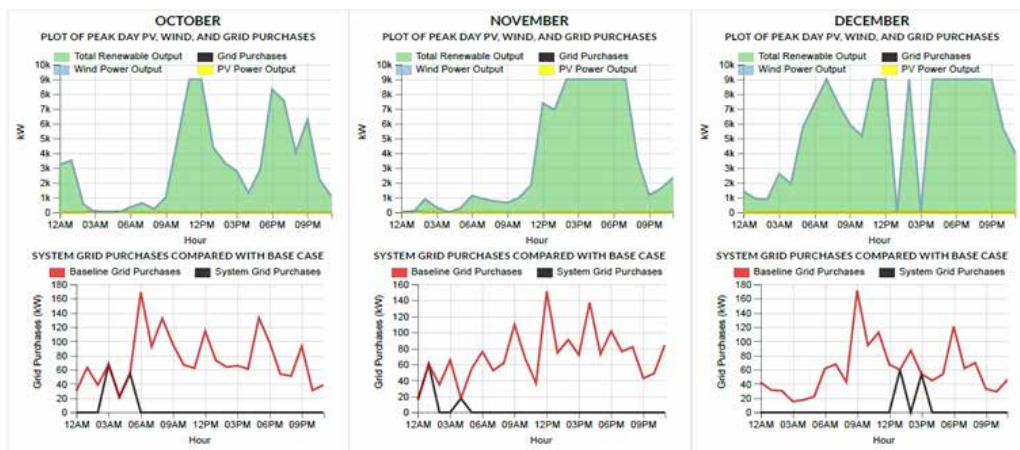 OCTOBER
PLOT OF PEAK DAY PV, WIND, AND GRID PURCHASES
Total Renewable Output Grid Purchases
Wind Power Output PV Power Output
10k
9k
8k
7k
6k
5k
4k
3k
2k
1k
0
kW
12AM 03AM 06AM 09AM 12PM 03PM 06PM 09PM
Hour
SYSTEM GRID PURCHASES COMPARED WITH BASE CASE
Baseline Grid Purchases System Grid Purchases
180
160
140
120
100
80
60
40
20
0
Grid Purchases (kW)
12AM 03AM 06AM 09AM 12PM 03PM 06PM 09PM
Hour
NOVEMBER
PLOT OF PEAK DAY PV, WIND, AND GRID PURCHASES
Total Renewable Output Grid Purchases
Wind Power Output PV Power Output
10k
9k
8k
7k
6k
5k
4k
3k
2k
1k
0
kW
12AM 03AM 06AM 09AM 12PM 03PM 06PM 09PM
Hour
SYSTEM GRID PURCHASES COMPARED WITH BASE CASE
Baseline Grid Purchases System Grid Purchases
160
140
120
100
80
60
40
20
0
Grid Purchases (kW)
12AM 03AM 06AM 09AM 12PM 03PM 06PM 09PM
Hour
DECEMBER
PLOT OF PEAK DAY PV, WIND, AND GRID PURCHASES
Total Renewable Output Grid Purchases
Wind Power Output PV Power Output
10k
9k
8k
7k
6k
5k
4k
3k
2k
1k
0
kW
12AM 03AM 06AM 09AM 12PM 03PM 06PM 09PM
Hour
SYSTEM GRID PURCHASES COMPARED WITH BASE CASE
Baseline Grid Purchases System Grid Purchases
180
160
140
120
100
80
60
40
20
0
Grid Purchases (kW)
12AM 03AM 06AM 09AM 12PM 03PM 06PM 09PM
Hour